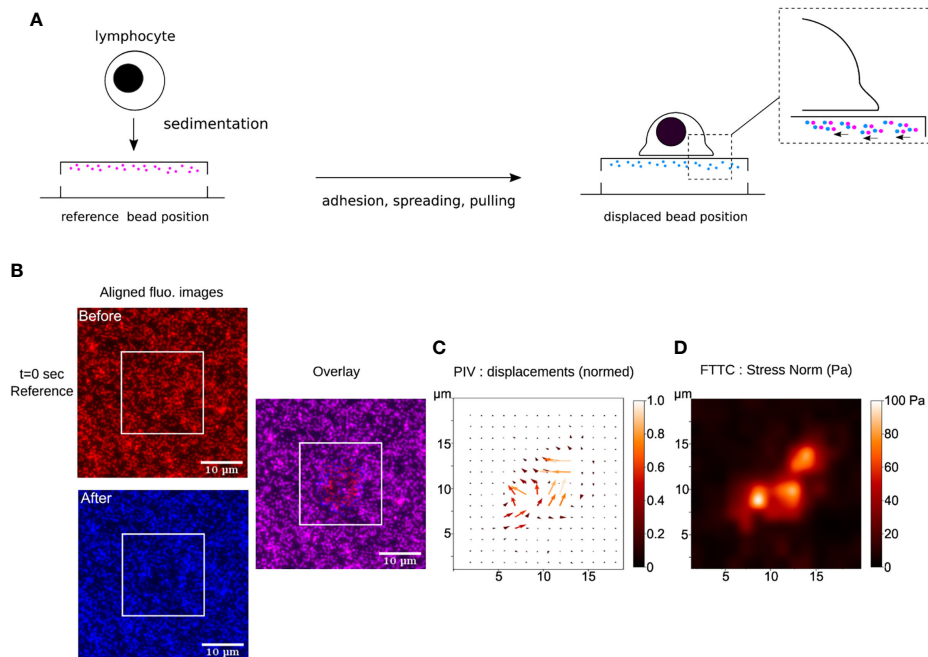 A
lymphocyte
sedimentation
reference bead position
adhesion, spreading, pulling
displaced bead position
B
Aligned fluo. images
Before
t=0 sec
Reference
10 µm
After
10 µm
Overlay
10 µm
C
PIV : displacements (normed)
µm
15
10
5
5
10
15
1.0
0.8
0.6
0.4
0.2
0
D
FTTC : Stress Norm (Pa)
µm
15
10
5
5
10
15
100 Pa
80
60
40
20
0